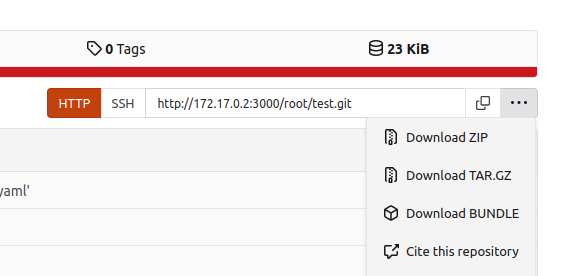 0 Tags
23 KiB
HTTP SSH http://172.17.0.2:3000/root/test.git
Download ZIP
Download TAR.GZ
yaml'
Download BUNDLE
Cite this repository